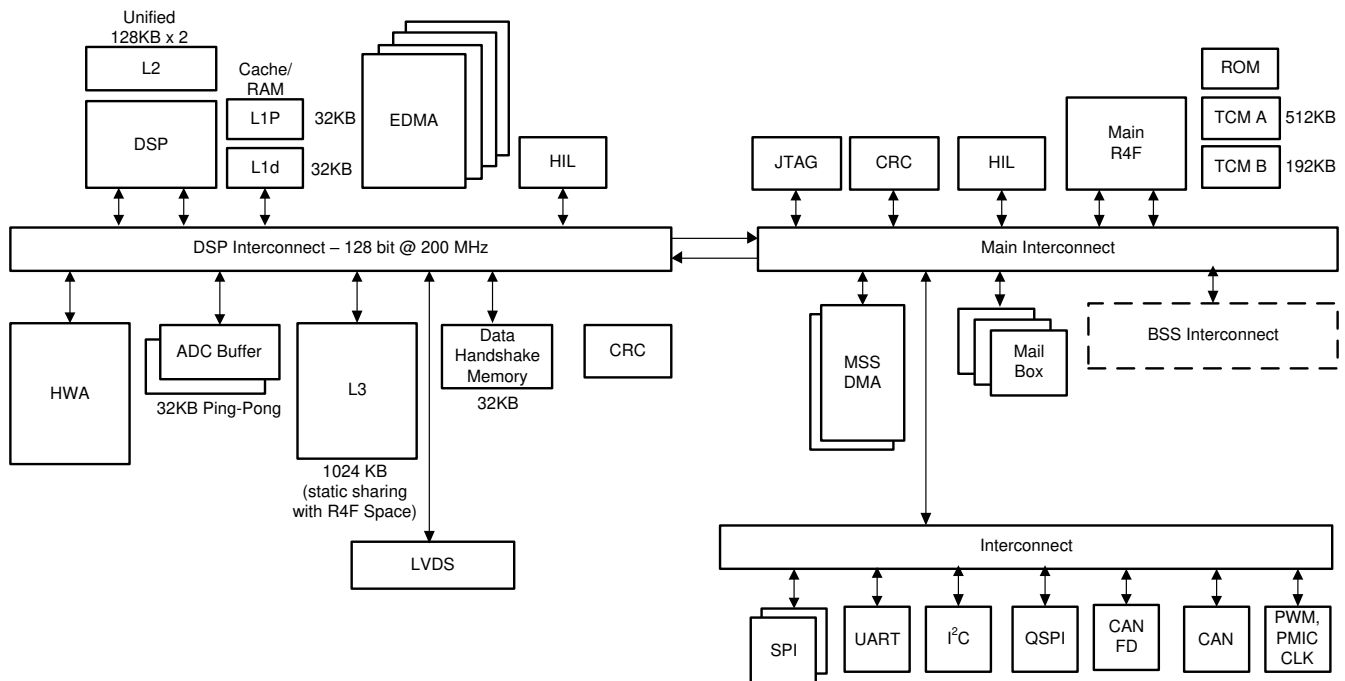 Unified
128KB x 2
L2
Cache/
RAM
DSP
L1P
32KB
L1d
32KB
EDMA
HIL
JTAG
CRC
HIL
Main
R4F
ROM
TCM A
512KB
TCM B
192KB
DSP Interconnect – 128 bit @ 200 MHz
Main Interconnect
HWA
ADC Buffer
32KB Ping-Pong
L3
1024 KB
(static sharing
with R4F Space)
Data
Handshake
Memory
32KB
CRC
LVDS
MSS
DMA
Mail
Box
BSS Interconnect
Interconnect
SPI
UART
I²C
QSPI
CAN
FD
CAN
PWM,
PMIC
CLK